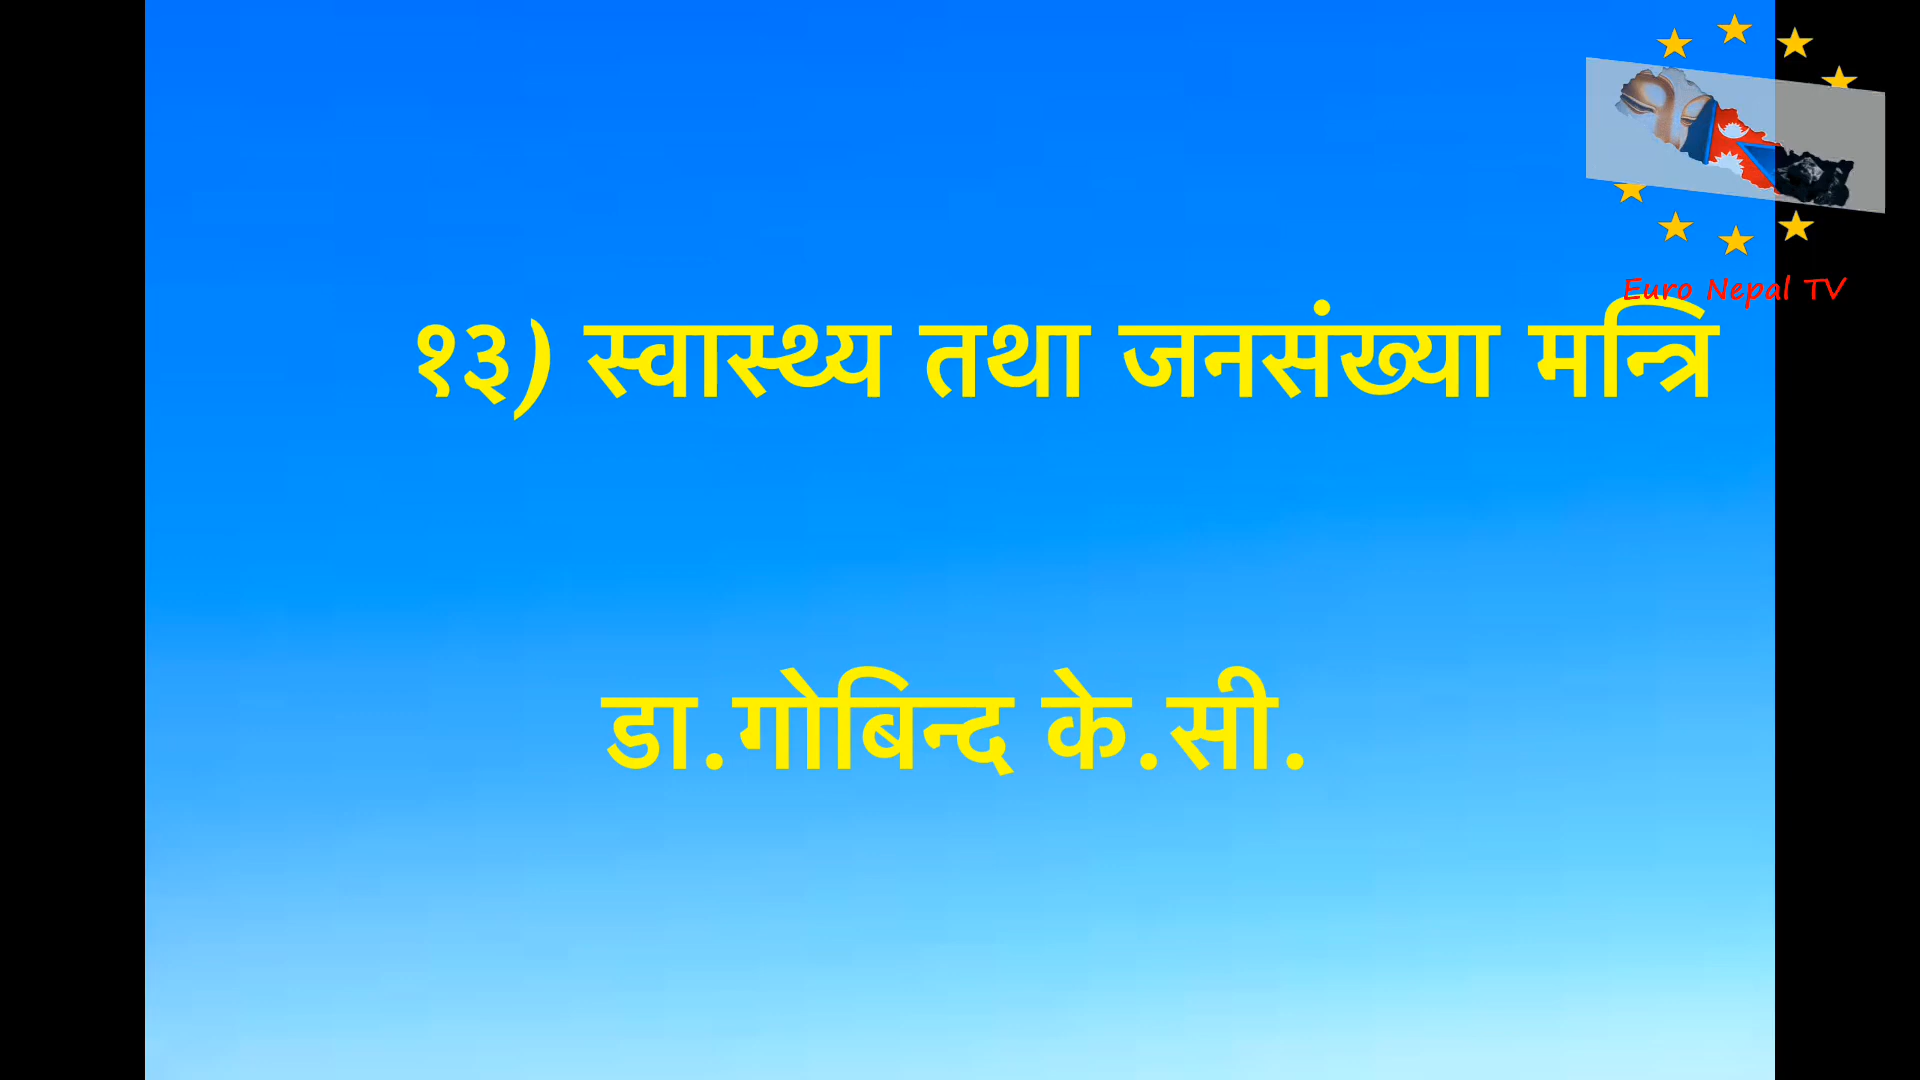 Euro Nepal TV
१३) स्वास्थ्य तथा जनसंख्या मन्त्रि
डा.गोबिन्द के.सी.